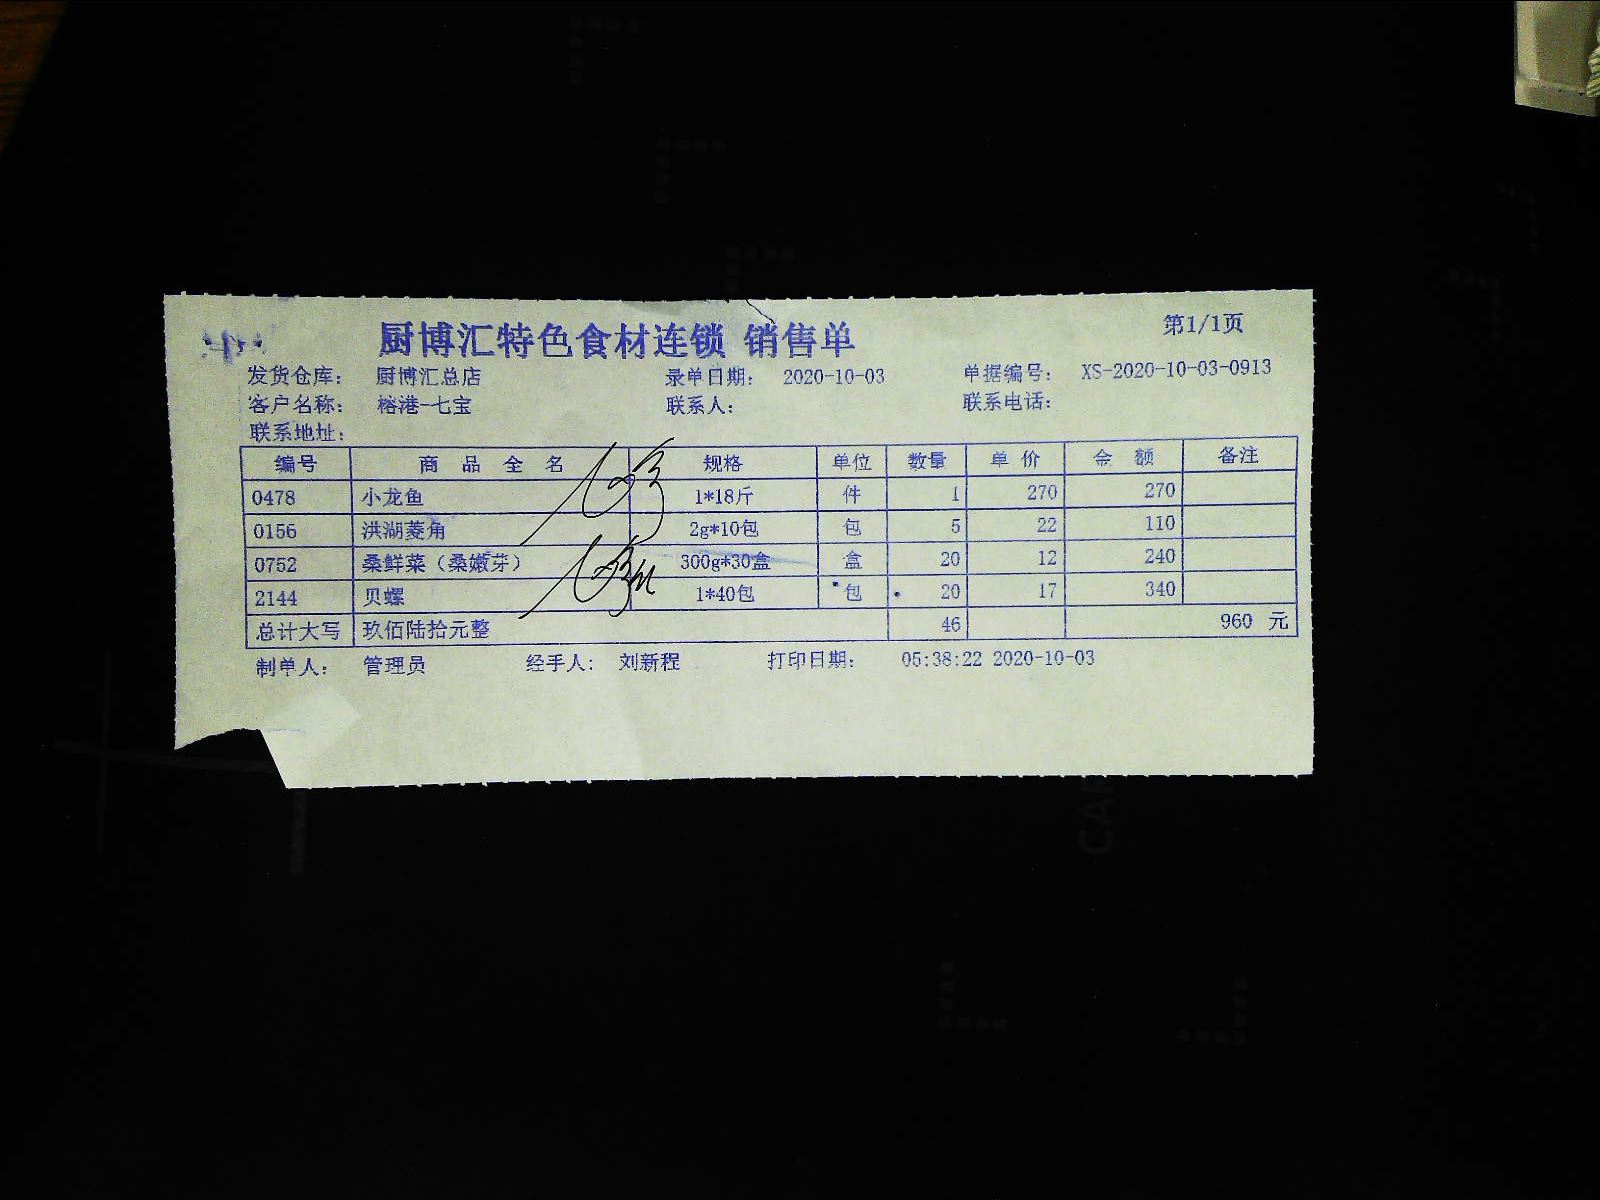 厨博汇特色食材连锁 销售单 第1/1页
发货仓库: 厨博汇总店 录单日期: 2020-10-03 单据编号: XS-2020-10-03-0913
客户名称: 榕港-七宝 联系人: 联系电话:
联系地址:
编号 商品全名 规格 单位 数量 单价 金额 备注
0478 小龙鱼 1*18斤 件 1 270 270
0156 洪湖菱角 2g*10包 包 5 22 110
0752 桑鲜菜（桑嫩芽） 300g*30盒 盒 20 12 240
2144 贝螺 1*40包 包 20 17 340
总计大写 玖佰陆拾元整 46 960 元
制单人: 管理员 经手人: 刘新程 打印日期: 05:38:22 2020-10-03